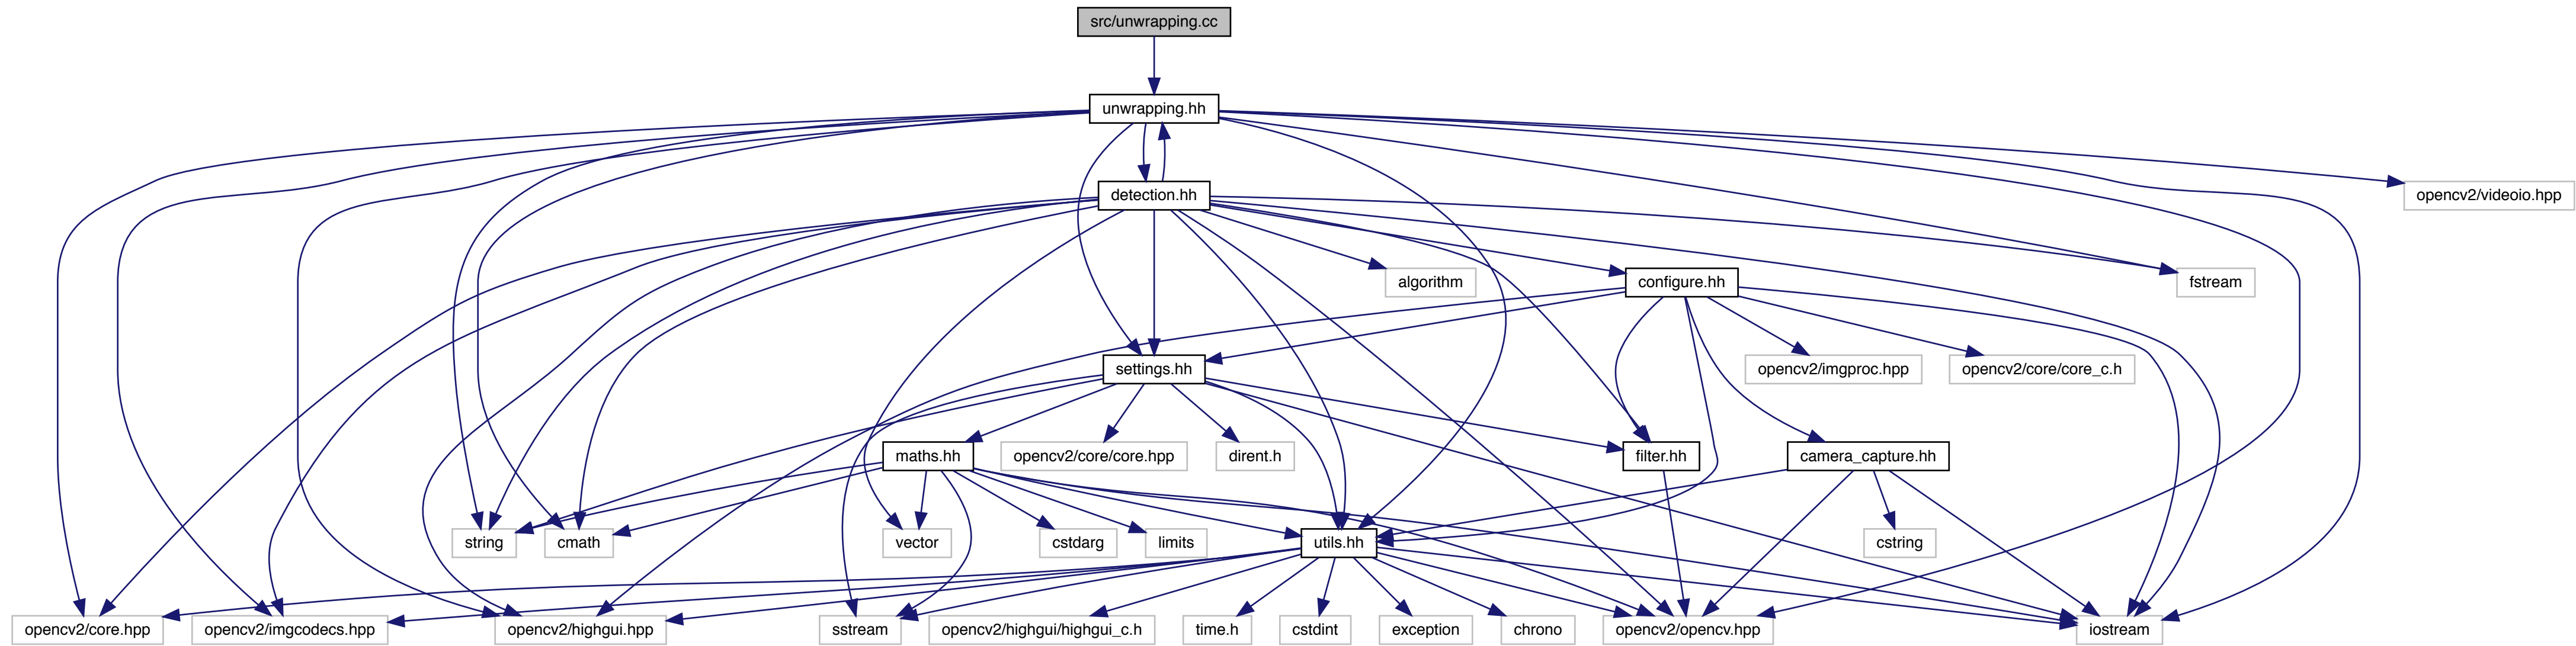 src/unwrapping.cc
unwrapping.hh
detection.hh
opencv2/videoio.hpp
algorithm
configure.hh
fstream
settings.hh
opencv2/imgproc.hpp
opencv2/core/core_c.h
maths.hh
opencv2/core/core.hpp
dirent.h
filter.hh
camera_capture.hh
string
cmath
vector
cstdarg
limits
utils.hh
cstring
opencv2/core.hpp
opencv2/imgcodecs.hpp
opencv2/highgui.hpp
sstream
opencv2/highgui/highgui_c.h
time.h
cstdint
exception
chrono
opencv2/opencv.hpp
iostream